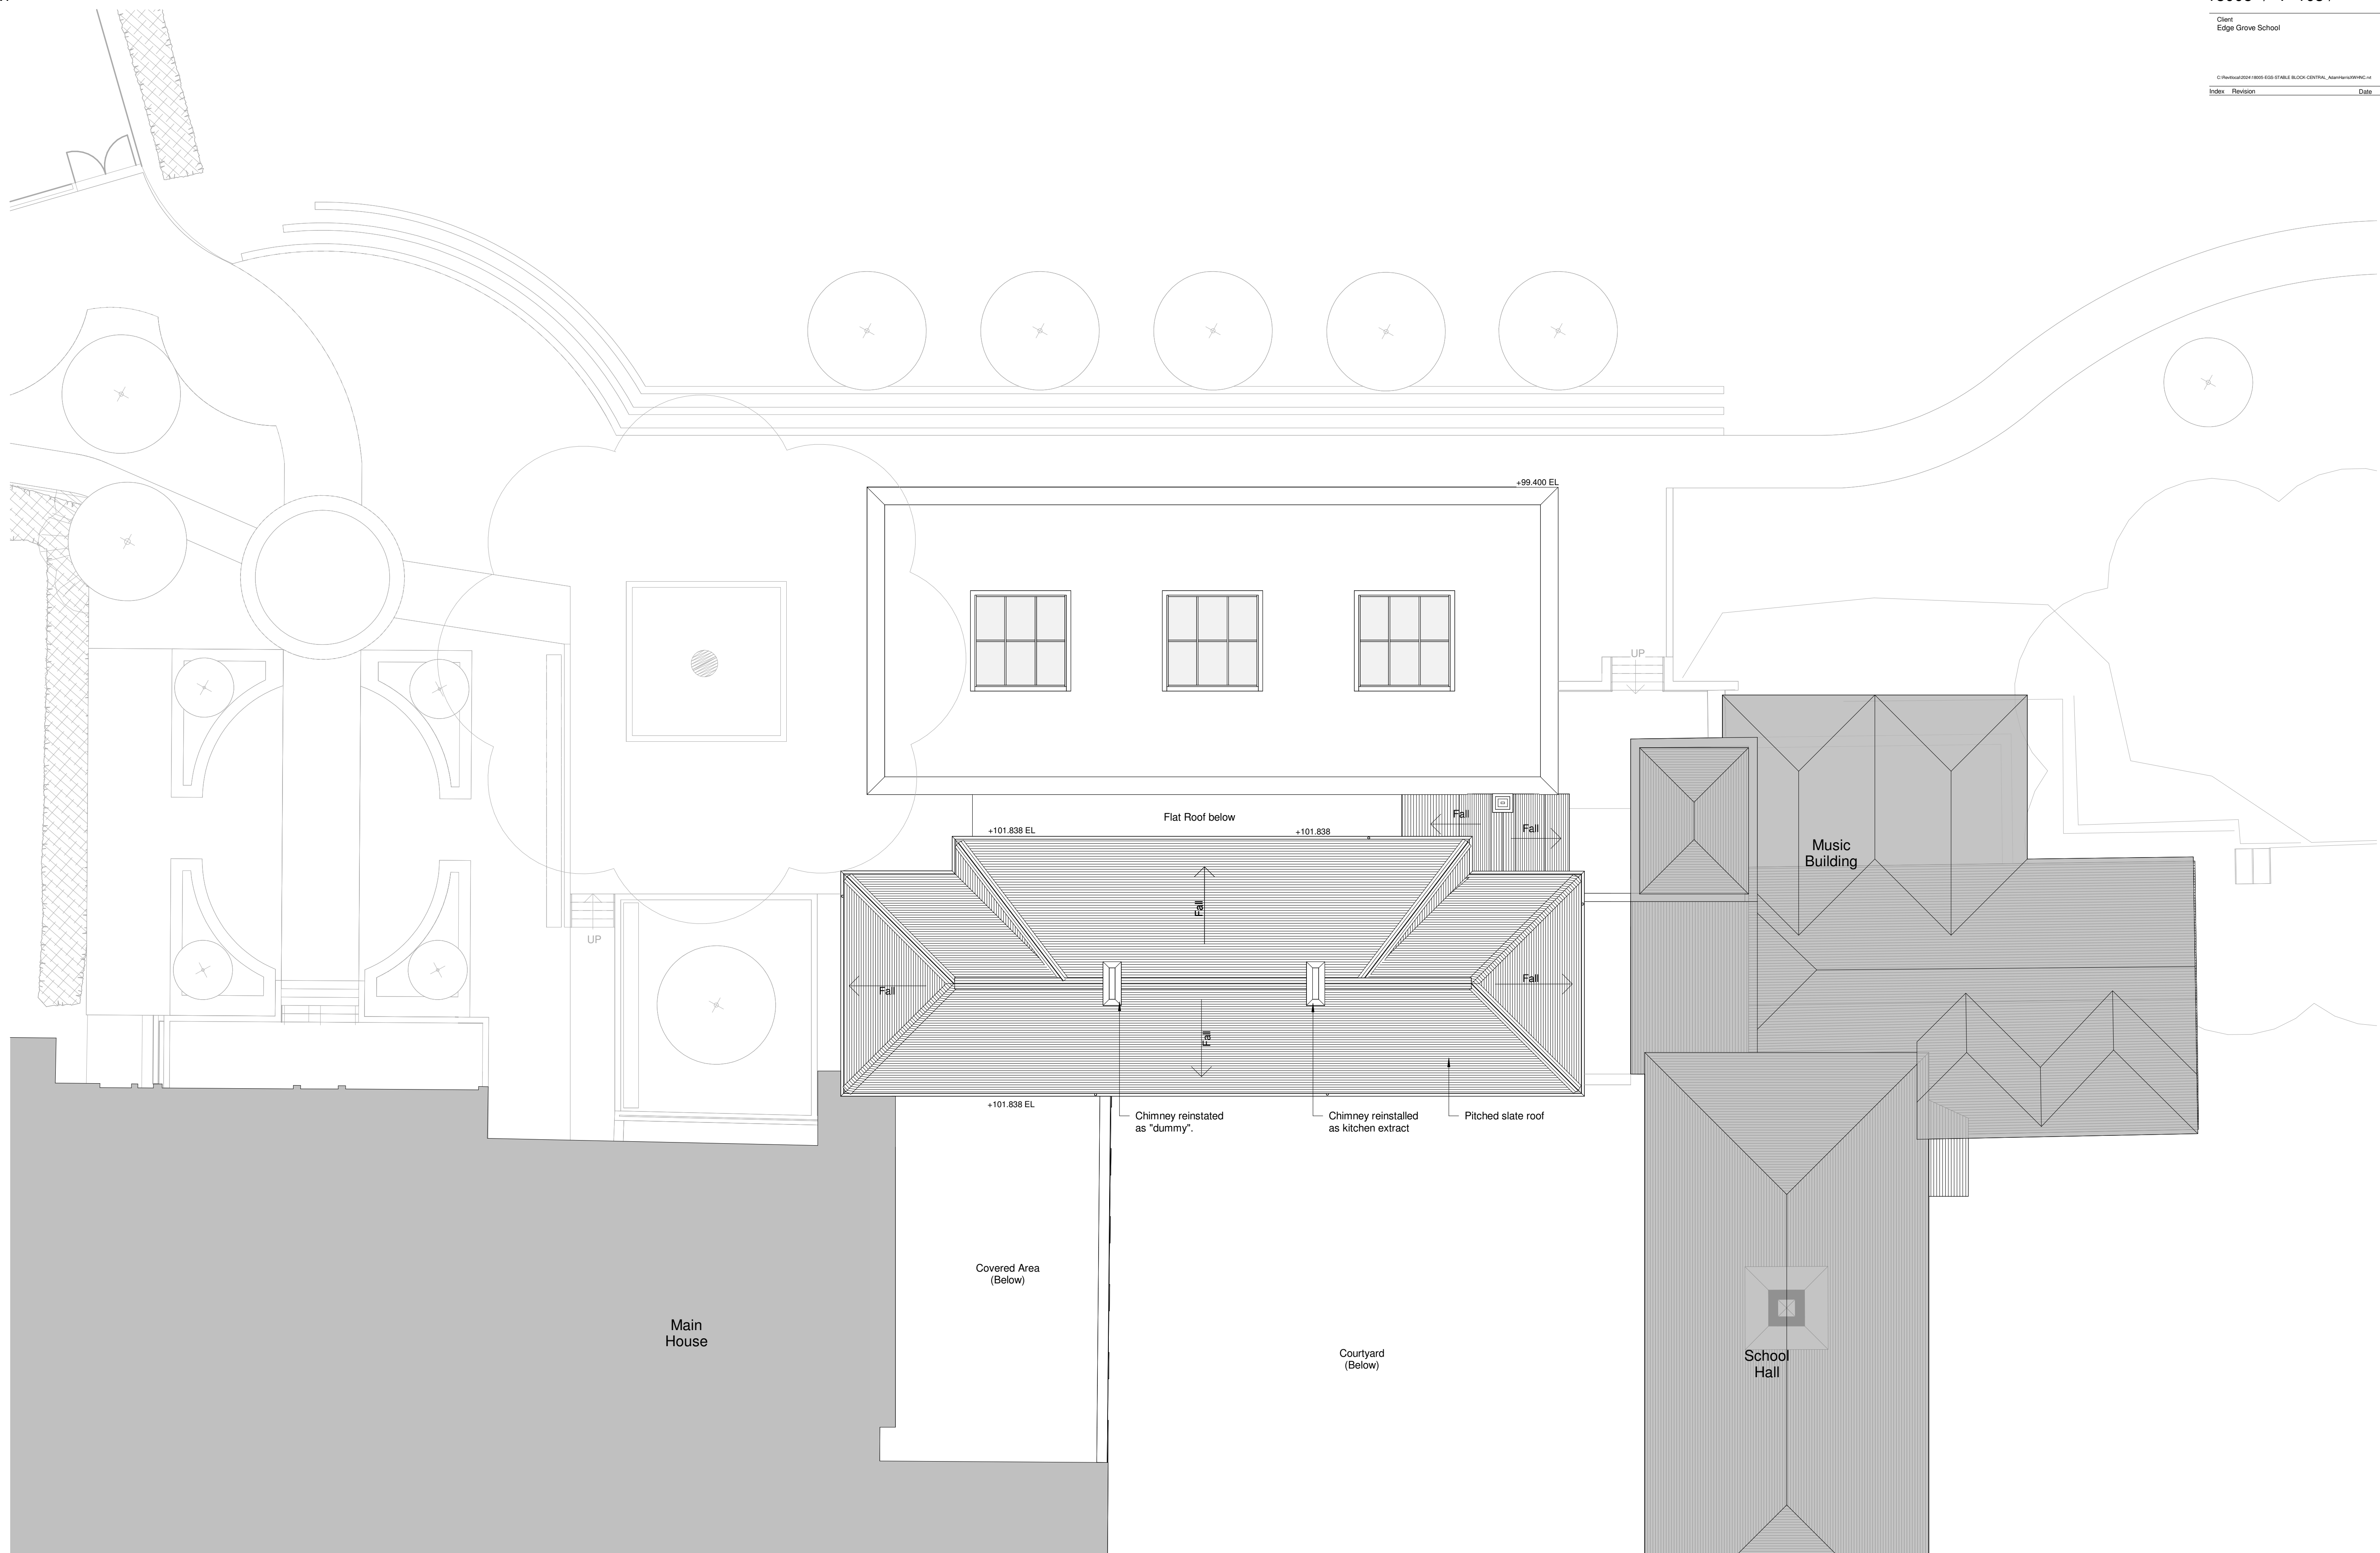 Client
Edge Grove School
Index Revision Date
+99.400 EL
UP
Flat Roof below
Fall
Fall
+101.838 EL
+101.838
Music
Building
Fall
UP
Fall
Fall
Fall
+101.838 EL
Chimney reinstated
as "dummy".
Chimney reinstalled
as kitchen extract
Pitched slate roof
Covered Area
(Below)
Main
House
Courtyard
(Below)
School
Hall